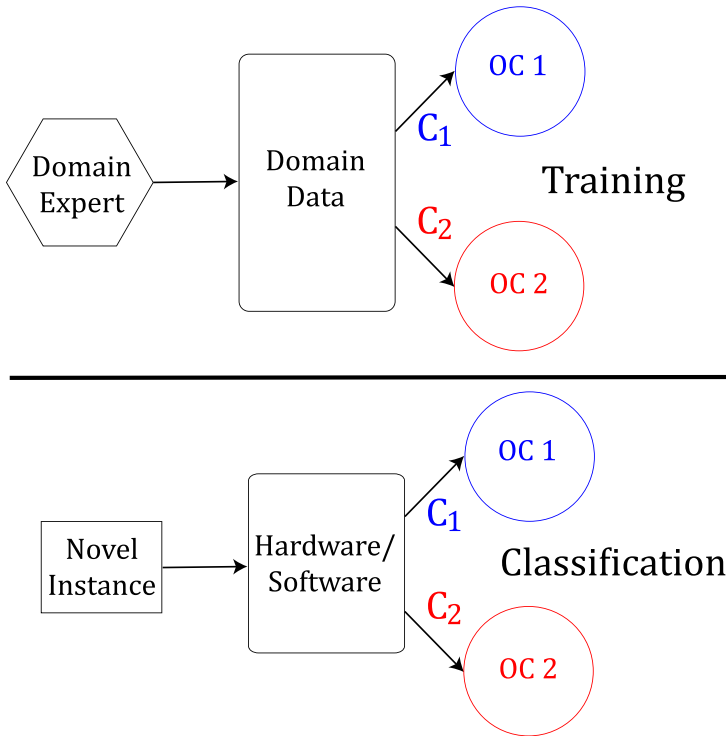 OC 1
C₁
Domain
Expert
Domain
Data
Training
C₂
OC 2
OC 1
C₁
Novel
Instance
Hardware/
Software
Classification
C₂
OC 2